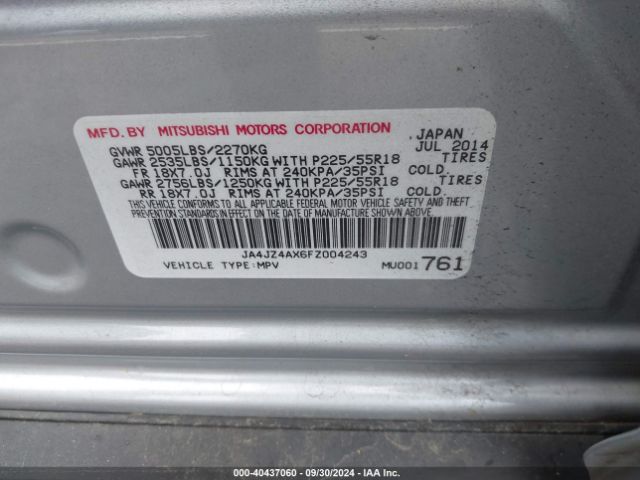 MFD. BY MITSUBISHI MOTORS CORPORATION JAPAN
GVWR 5005LBS/2270KG JUL 2014
GAWR 2535LBS/1150KG WITH P225/55R18 TIRES
FR 18X7.0J RIMS AT 240KPA/35PSI COLD.
GAWR 2756LBS/1250KG WITH P225/55R18 TIRES
RR 18X7.0J RIMS AT 240KPA/35PSI COLD.
THIS VEHICLE CONFORMS TO ALL APPLICABLE FEDERAL MOTOR VEHICLE SAFETY AND THEFT
PREVENTION STANDARDS IN EFFECT ON THE DATE OF MANUFACTURE SHOWN ABOVE.
JA4JZ4AX6FZ004243
VEHICLE TYPE:MPV MU001761
000-40437060 - 09/30/2024 - IAA Inc.